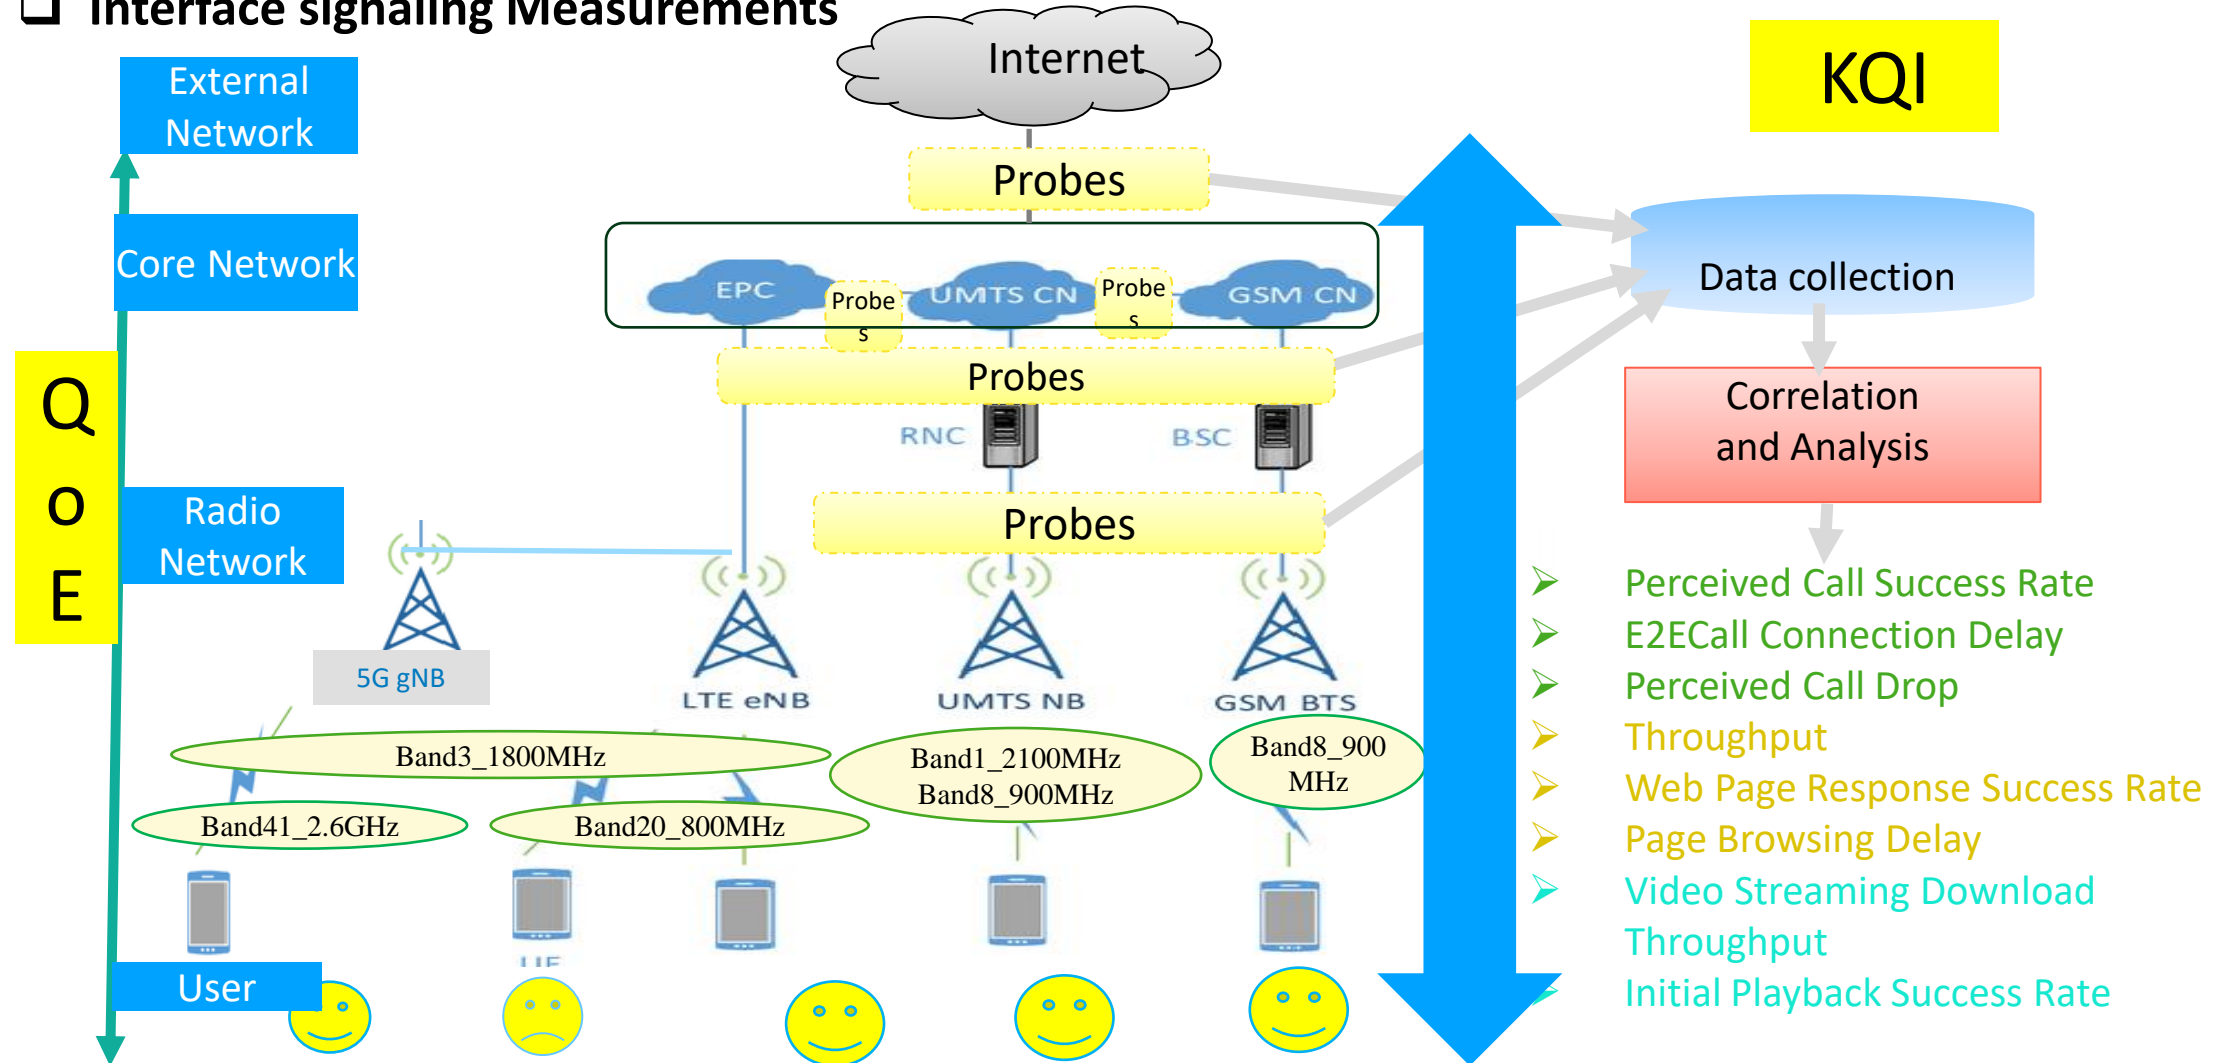 Interface signaling Measurements
Internet
KQI
External
Network
Probes
Core Network
EPC
UMTS CN
GSM CN
Probe
s
Probe
s
Data collection
Probes
Q
o
E
RNC
BSC
Correlation
and Analysis
Radio
Network
Probes
5G gNB
LTE eNB
UMTS NB
GSM BTS
Band3_1800MHz
Band1_2100MHz
Band8_900MHz
Band8_900
MHz
Band41_2.6GHz
Band20_800MHz
UE
User
Perceived Call Success Rate
E2ECall Connection Delay
Perceived Call Drop
Throughput
Web Page Response Success Rate
Page Browsing Delay
Video Streaming Download
Throughput
Initial Playback Success Rate